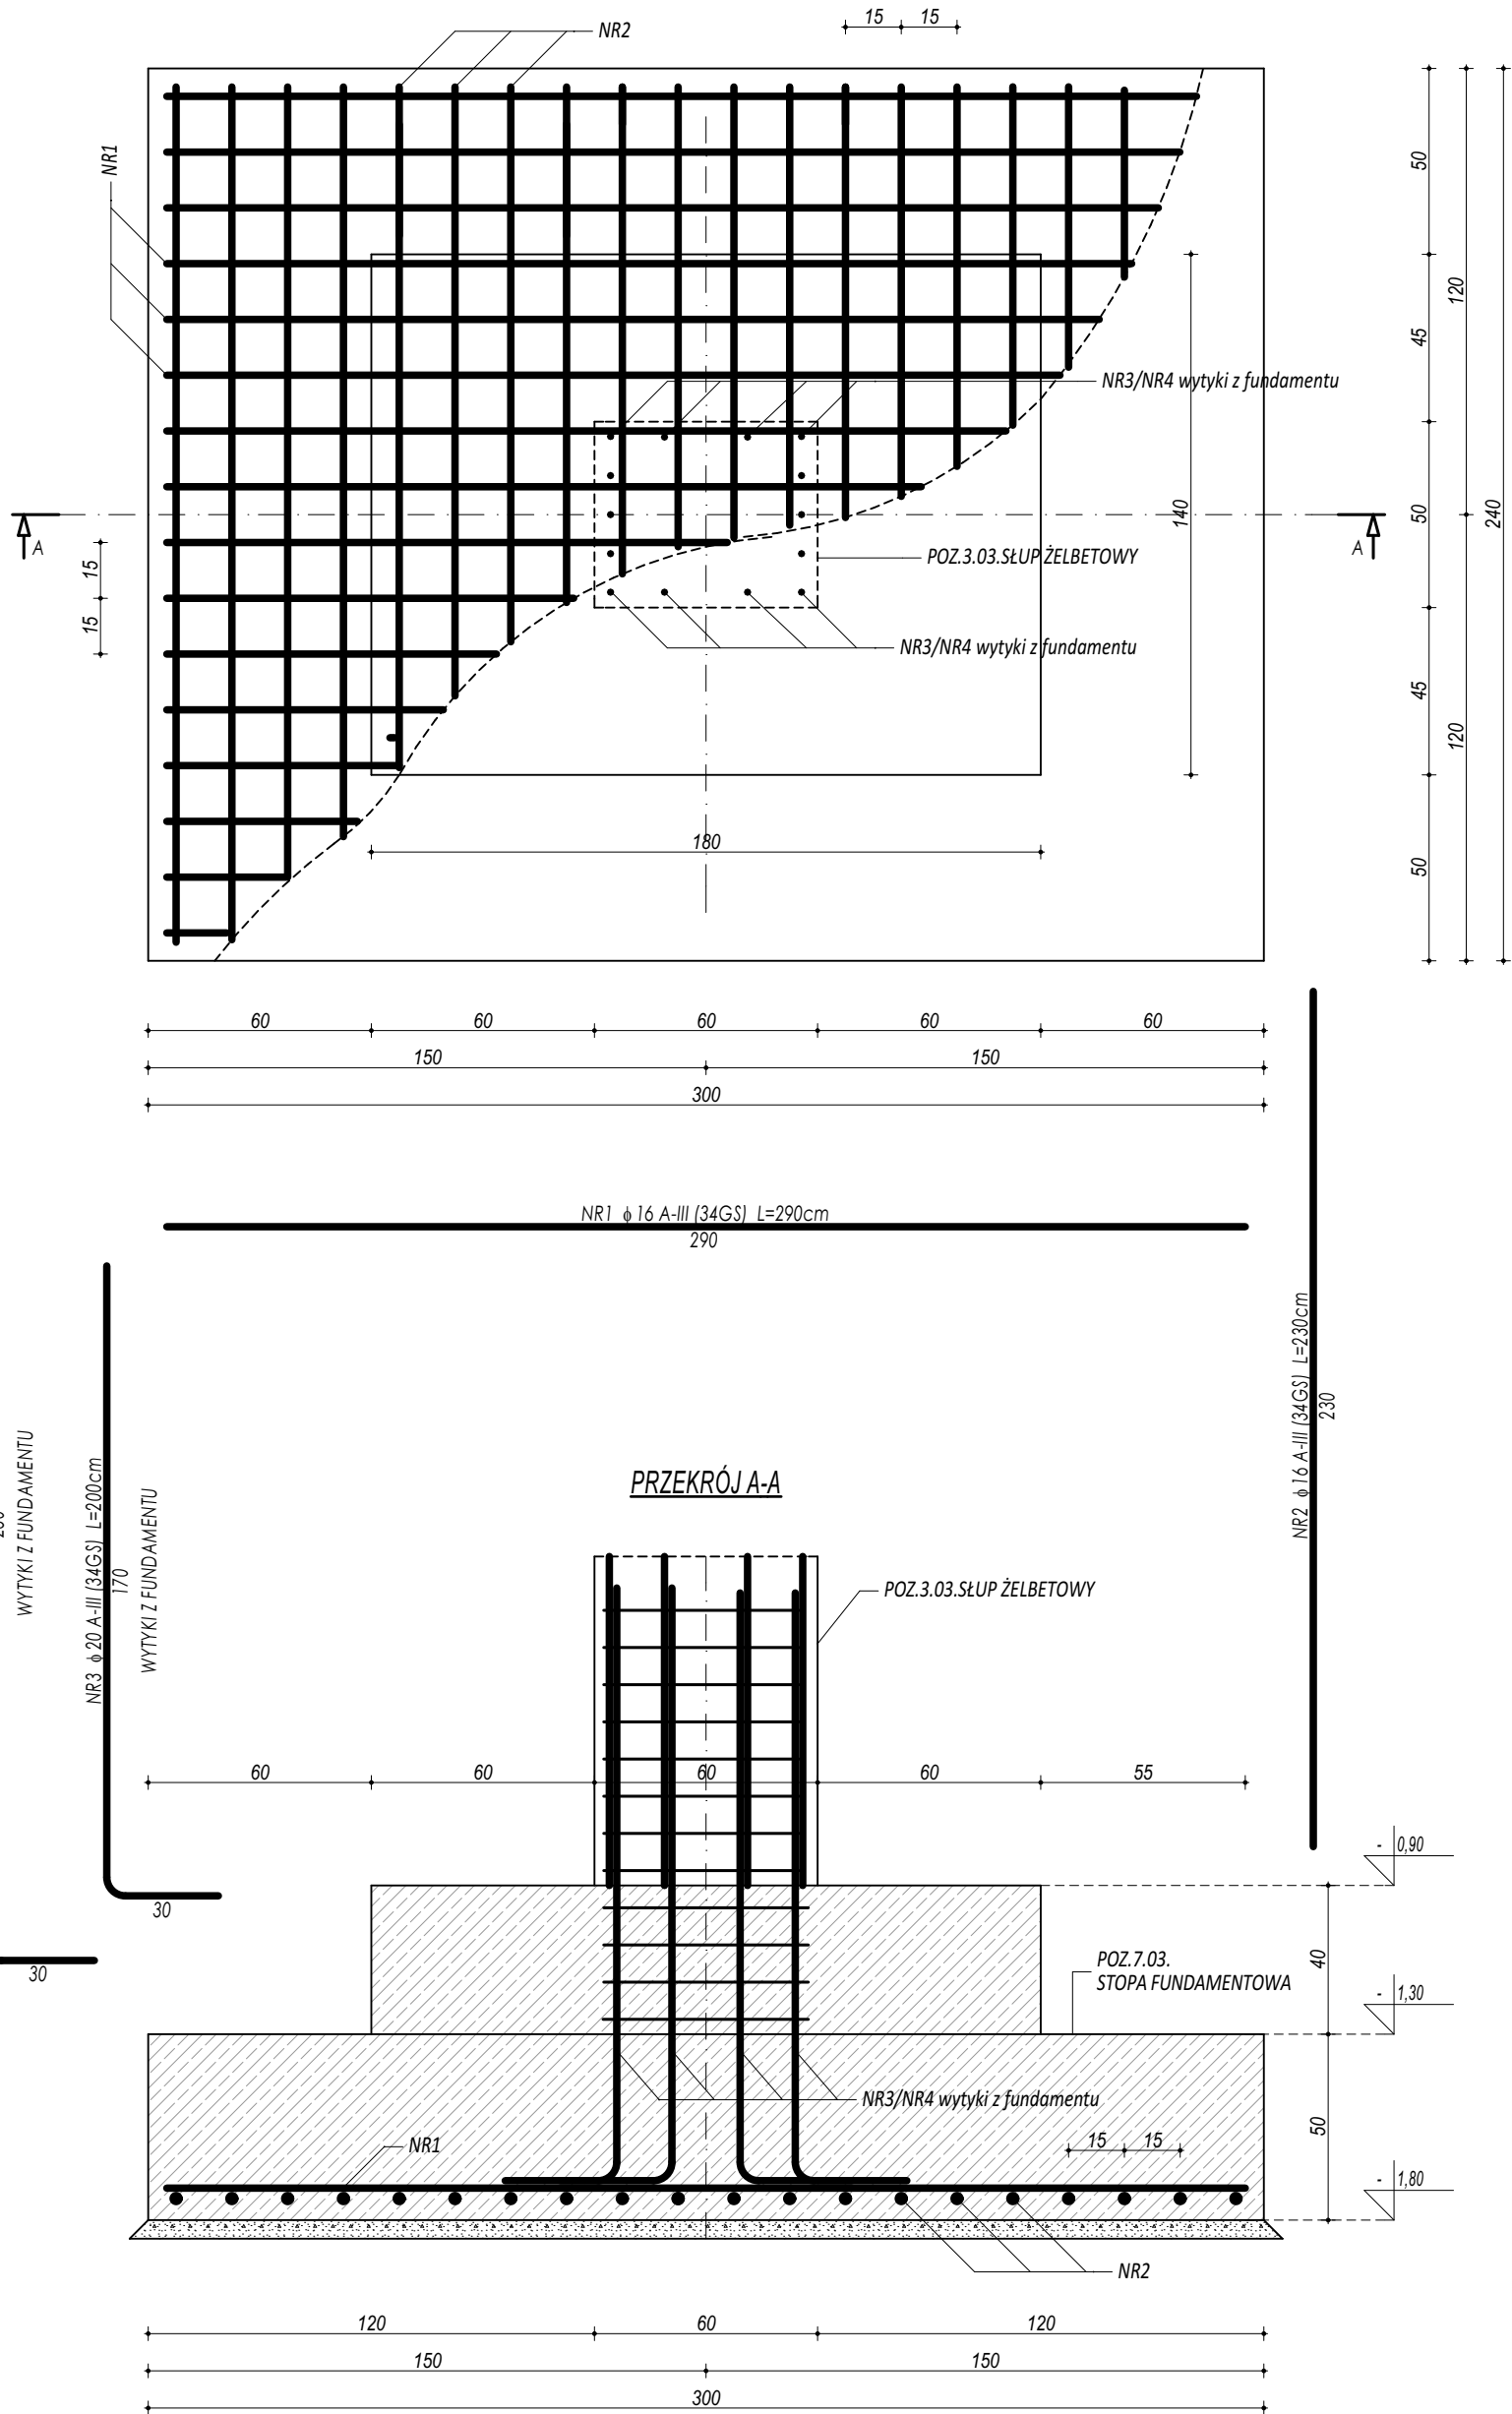 15
15
NR2
NR1
50
45
50
45
50
120
120
240
NR3/NR4 wytyki z fundamentu
140
A
A
POZ.3.03.SŁUP ŻELBETOWY
15
15
NR3/NR4 wytyki z fundamentu
180
60
60
60
60
60
150
150
300
NR1 ϕ 16 A-III (34GS) L=290cm
290
NR2 ϕ 16 A-III (34GS) L=230cm
230
WYTYKI Z FUNDAMENTU
NR3 ϕ 20 A-III (34GS) L=200cm
170
WYTYKI Z FUNDAMENTU
30
30
PRZEKRÓJ A-A
POZ.3.03.SŁUP ŻELBETOWY
60
60
60
60
55
- 0,90
40
POZ.7.03.
STOPA FUNDAMENTOWA
- 1,30
NR3/NR4 wytyki z fundamentu
50
NR1
15
15
- 1,80
NR2
120
60
120
150
150
300